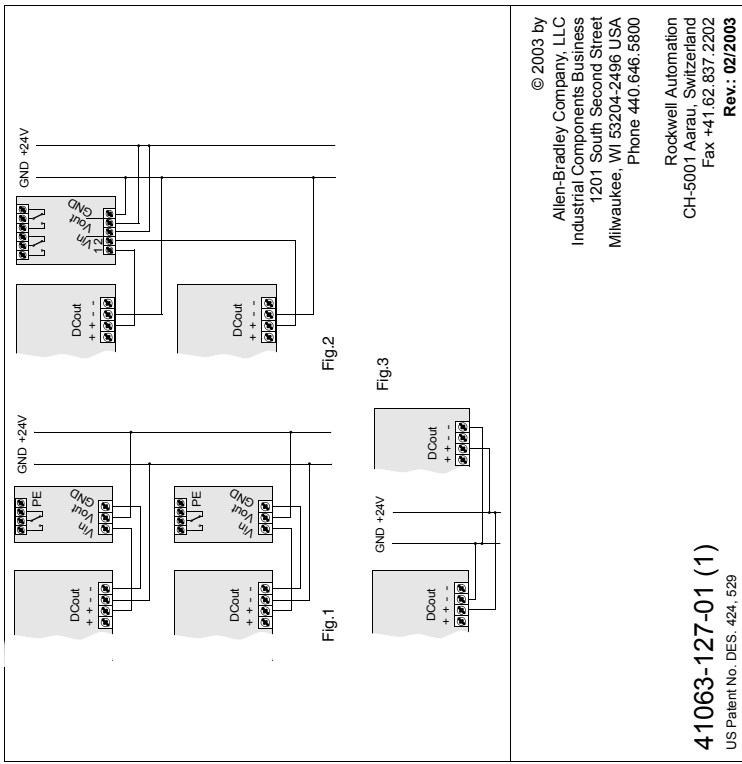 GND +24V
PE
Vin
Vout
GND
DCout
+ + - -
PE
Vin
Vout
GND
DCout
+ + - -
Fig.1
GND +24V
Vin
Vout
GND
1 2
DCout
+ + - -
DCout
+ + - -
Fig.2
Fig.3
DCout
+ + - -
GND +24V
DCout
+ + - -
41063-127-01 (1)
US Patent No. DES. 424, 529
© 2003 by
Allen-Bradley Company, LLC
Industrial Components Business
1201 South Second Street
Milwaukee, WI 53204-2496 USA
Phone 440.646.5800
Rockwell Automation
CH-5001 Aarau, Switzerland
Fax +41.62.837.2202
Rev.: 02/2003